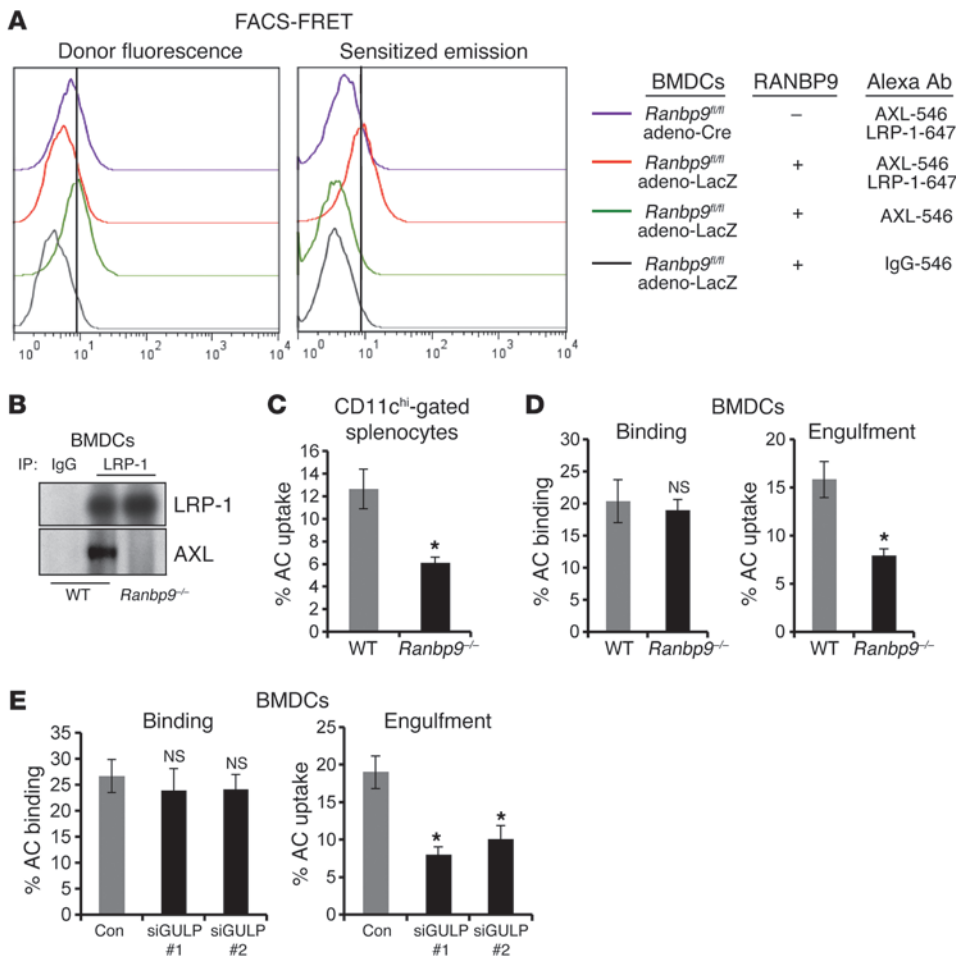 A
FACS-FRET
Donor fluorescence
Sensitized emission
10⁰ 10¹ 10² 10³ 10⁴
10⁰ 10¹ 10² 10³ 10⁴
BMDCs RANBP9 Alexa Ab
Ranbp9fl/fl adeno-Cre – AXL-546 LRP-1-647
Ranbp9fl/fl adeno-LacZ + AXL-546 LRP-1-647
Ranbp9fl/fl adeno-LacZ + AXL-546
Ranbp9fl/fl adeno-LacZ + IgG-546
B
BMDCs
IP: IgG LRP-1
LRP-1
AXL
WT Ranbp9–/–
C
CD11chi-gated
splenocytes
% AC uptake
16
14
12
10
8
6
4
2
0
*
WT Ranbp9–/–
D
BMDCs
Binding
% AC binding
30
25
20
15
10
5
0
NS
WT Ranbp9–/–
Engulfment
% AC uptake
20
15
10
5
0
*
WT Ranbp9–/–
E
BMDCs
Binding
% AC binding
35
30
25
20
15
10
5
0
NS NS
Con siGULP #1 siGULP #2
Engulfment
% AC uptake
25
20
15
10
5
0
* *
Con siGULP #1 siGULP #2